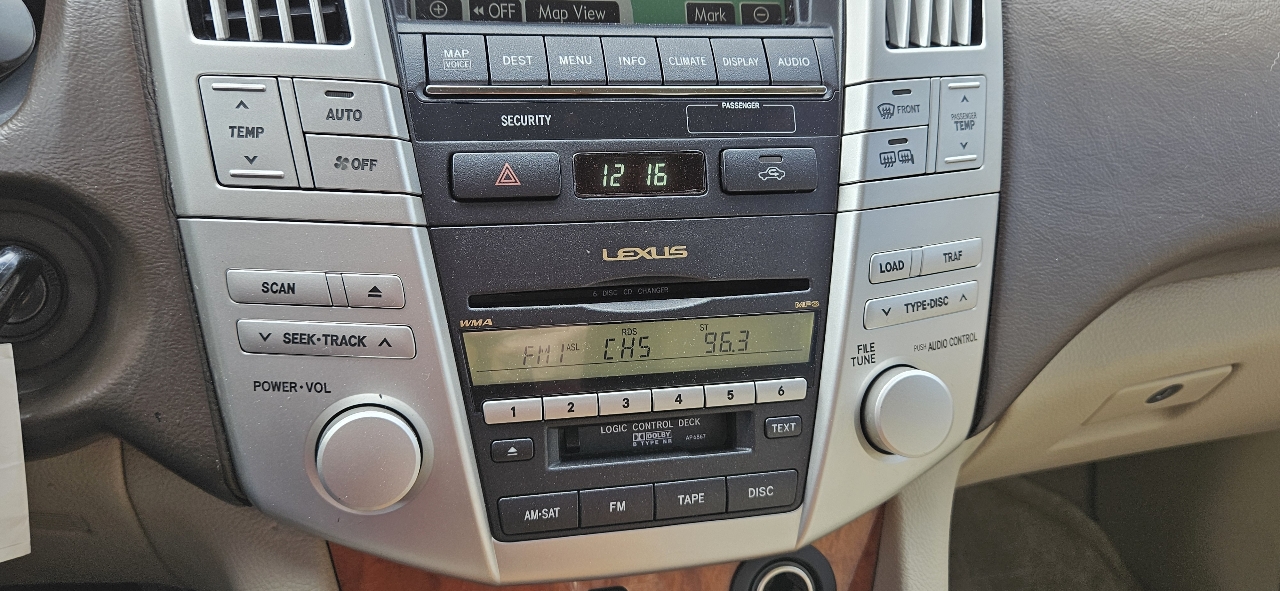 OFF
Map View
Mark
MAP
VOICE
DEST
MENU
INFO
CLIMATE
DISPLAY
AUDIO
TEMP
AUTO
OFF
SECURITY
PASSENGER
FRONT
PASSENGER
TEMP
12 16
LEXUS
6 DISC CD CHANGER
WMA
MP3
SCAN
SEEK•TRACK
POWER•VOL
LOAD
TRAF
TYPE•DISC
FILE
TUNE
PUSH AUDIO CONTROL
FM1 ASL RDS CH5 ST 96.3
1 2 3 4 5 6
LOGIC CONTROL DECK
DOLBY
B TYPE NR
AP6867
TEXT
AM•SAT
FM
TAPE
DISC